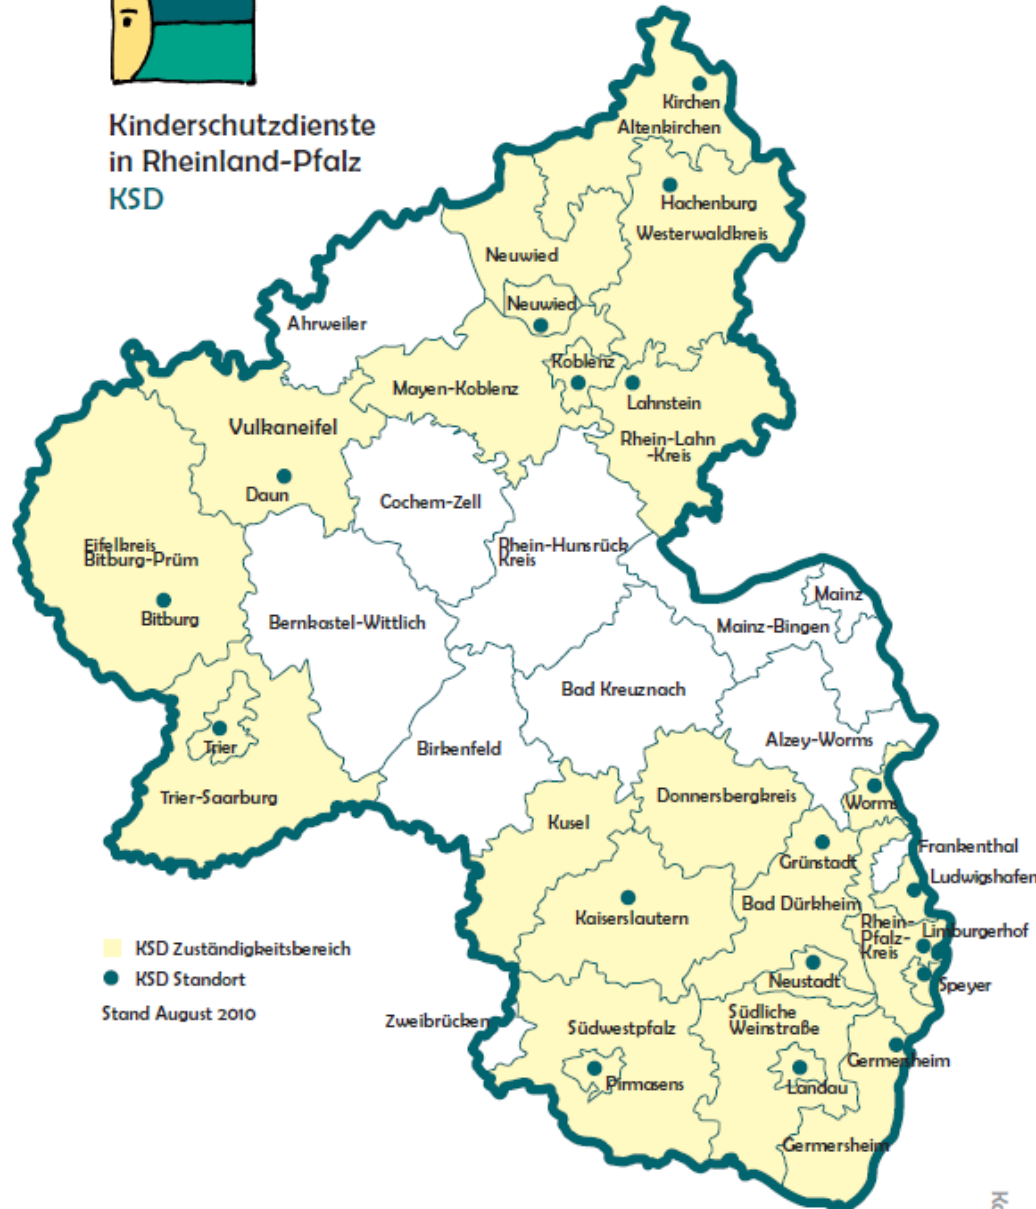 Kinderschutzdienste
in Rheinland-Pfalz
KSD
Kirchen
Altenkirchen
Hachenburg
Westerwaldkreis
Neuwied
Neuwied
Ahrweiler
Koblenz
Mayen-Koblenz
Lahnstein
Vulkaneifel
Rhein-Lahn
-Kreis
Daun
Cochem-Zell
Eifelkreis
Bitburg-Prüm
Rhein-Hunsrück
Kreis
Mainz
Bitburg
Bernkastel-Wittlich
Mainz-Bingen
Bad Kreuznach
Trier
Birkenfeld
Alzey-Worms
Trier-Saarburg
Donnersbergkreis
Worms
Kusel
Frankenthal
Grünstadt
Ludwigshafen
Bad Dürkheim
Kaiserslautern
Rhein-
Pfalz-
Kreis
Limburgerhof
KSD Zuständigkeitsbereich
KSD Standort
Neustadt
Speyer
Stand August 2010
Zweibrücken
Südwestpfalz
Südliche
Weinstraße
Germersheim
Pirmasens
Landau
Germersheim